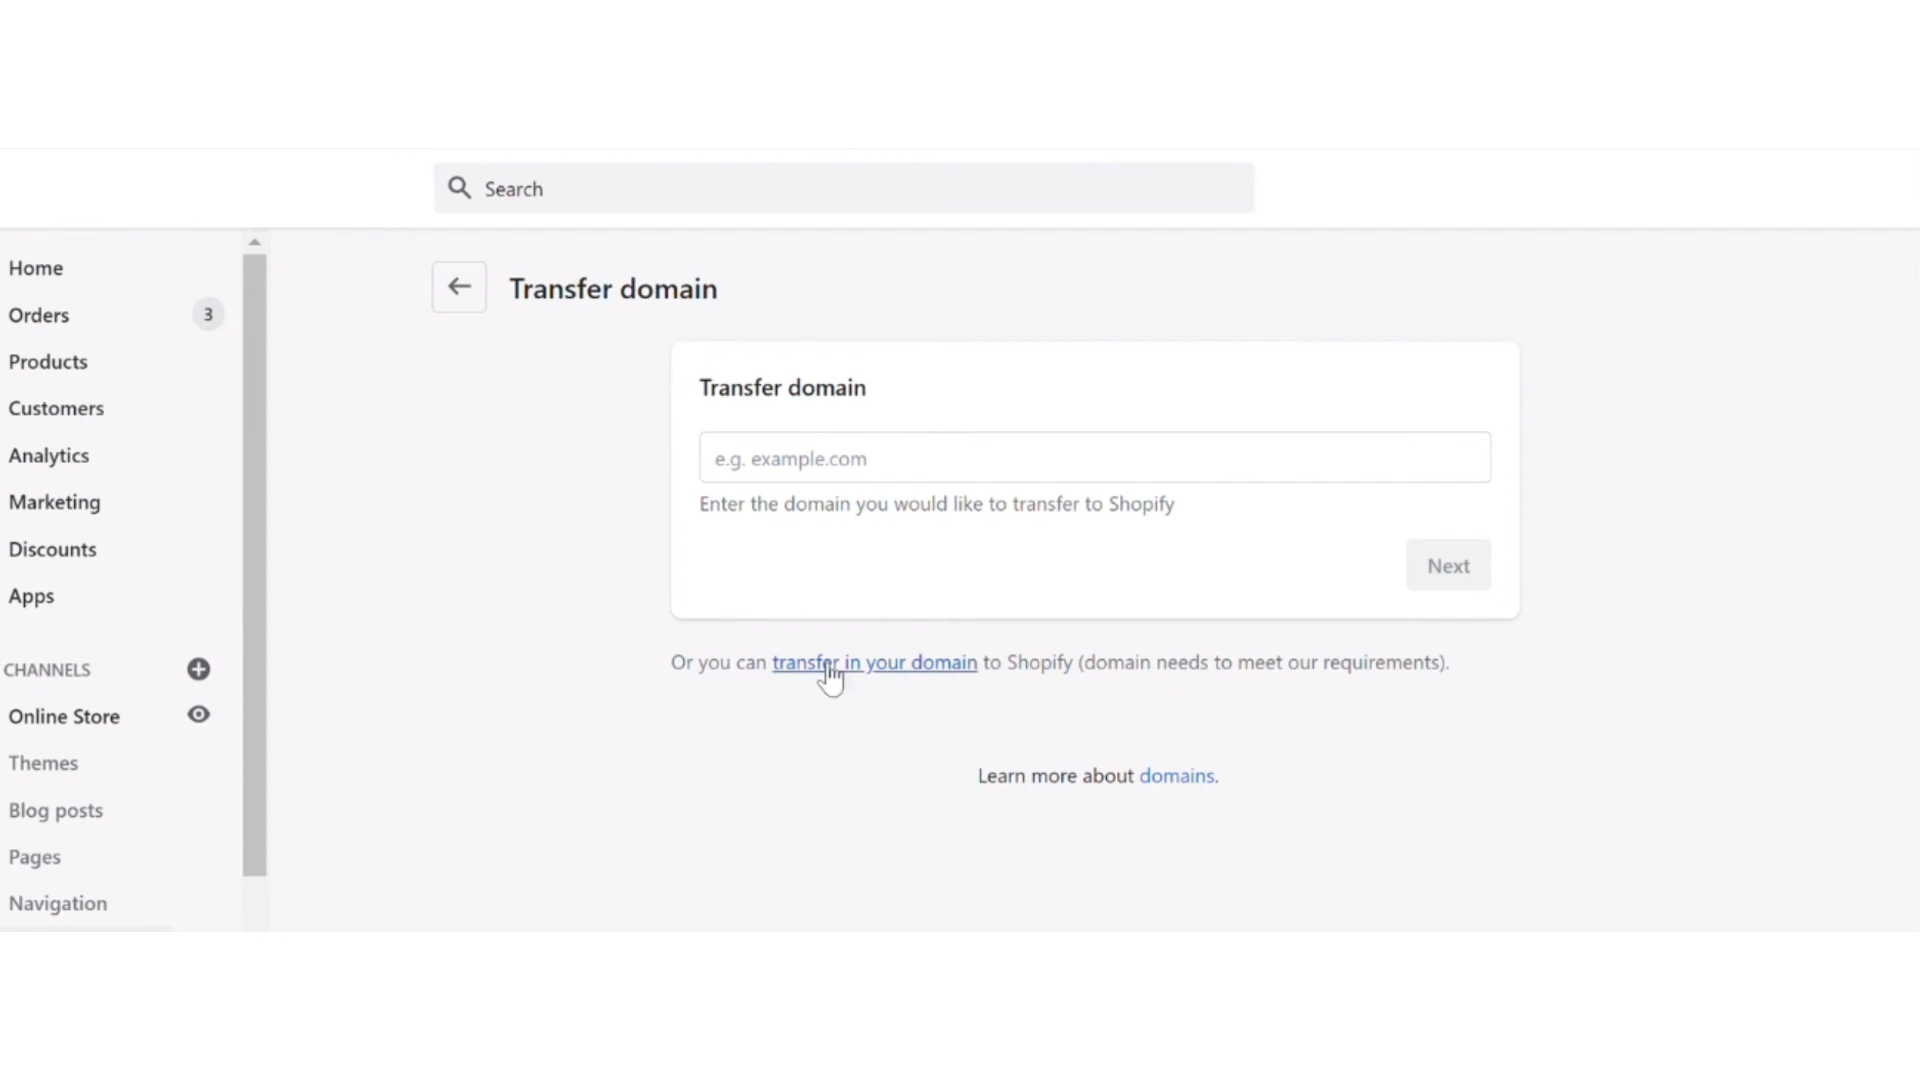 Search
Home
Orders 3
Products
Customers
Analytics
Marketing
Discounts
Apps
CHANNELS
Online Store
Themes
Blog posts
Pages
Navigation
Transfer domain
Transfer domain
e.g. example.com
Enter the domain you would like to transfer to Shopify
Next
Or you can transfer in your domain to Shopify (domain needs to meet our requirements).
Learn more about domains.